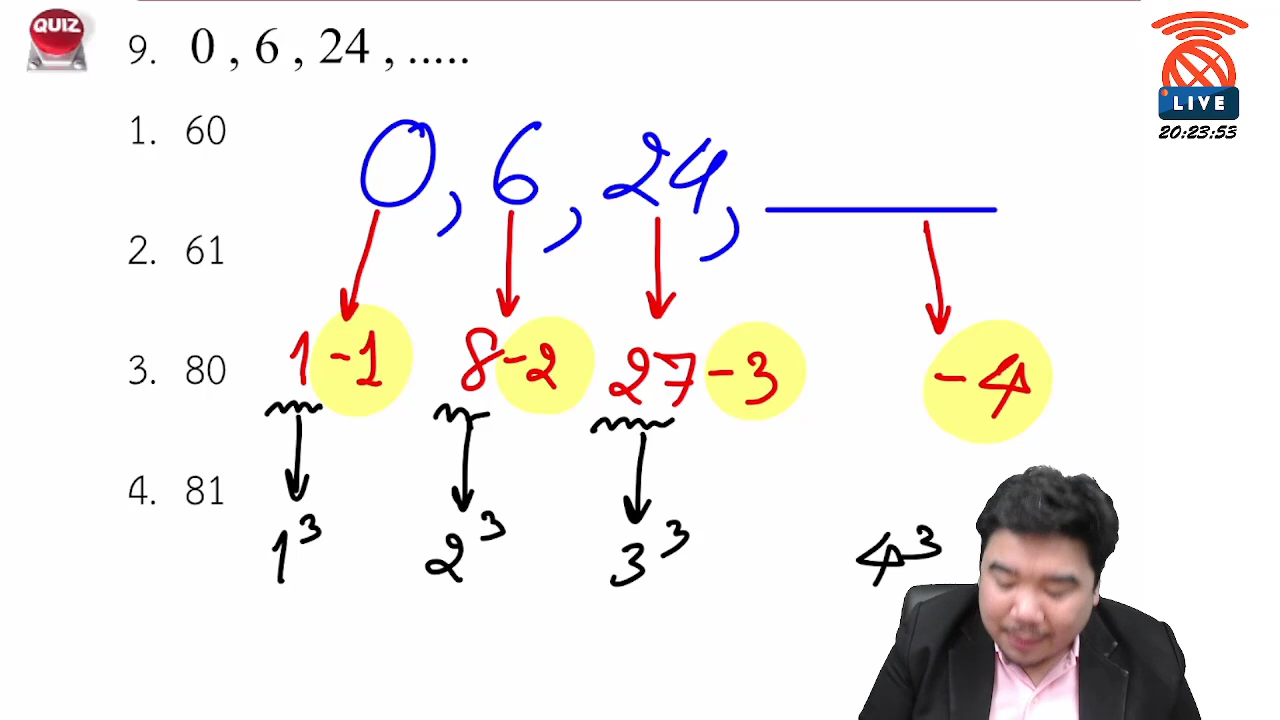 QUIZ
9. 0 , 6 , 24 , .....
LIVE
20:23:53
1. 60
0 , 6 , 24 ,
2. 61
3. 80
1 -1 8 -2 27 -3 -4
4. 81
1³ 2³ 3³ 4³